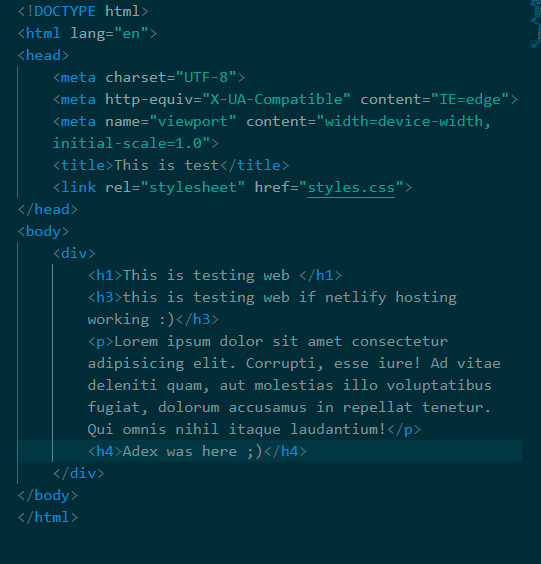 <!DOCTYPE html>
<html lang="en">
<head>
    <meta charset="UTF-8">
    <meta http-equiv="X-UA-Compatible" content="IE=edge">
    <meta name="viewport" content="width=device-width,
    initial-scale=1.0">
    <title>This is test</title>
    <link rel="stylesheet" href="styles.css">
</head>
<body>
    <div>
        <h1>This is testing web </h1>
        <h3>this is testing web if netlify hosting
        working :)</h3>
        <p>Lorem ipsum dolor sit amet consectetur
        adipisicing elit. Corrupti, esse iure! Ad vitae
        deleniti quam, aut molestias illo voluptatibus
        fugiat, dolorum accusamus in repellat tenetur.
        Qui omnis nihil itaque laudantium!</p>
        <h4>Adex was here ;)</h4>
    </div>
</body>
</html>